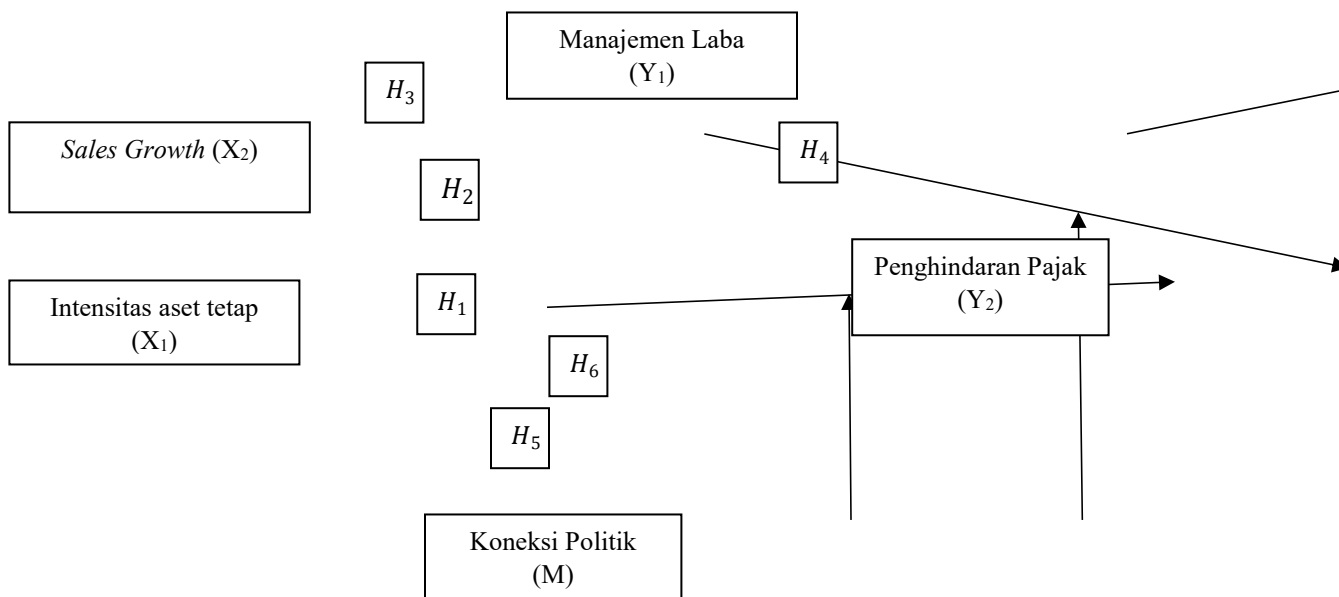 Manajemen Laba
(Y₁)
H₃
Sales Growth (X₂)
H₄
H₂
Penghindaran Pajak
(Y₂)
Intensitas aset tetap
(X₁)
H₁
H₆
H₅
Koneksi Politik
(M)